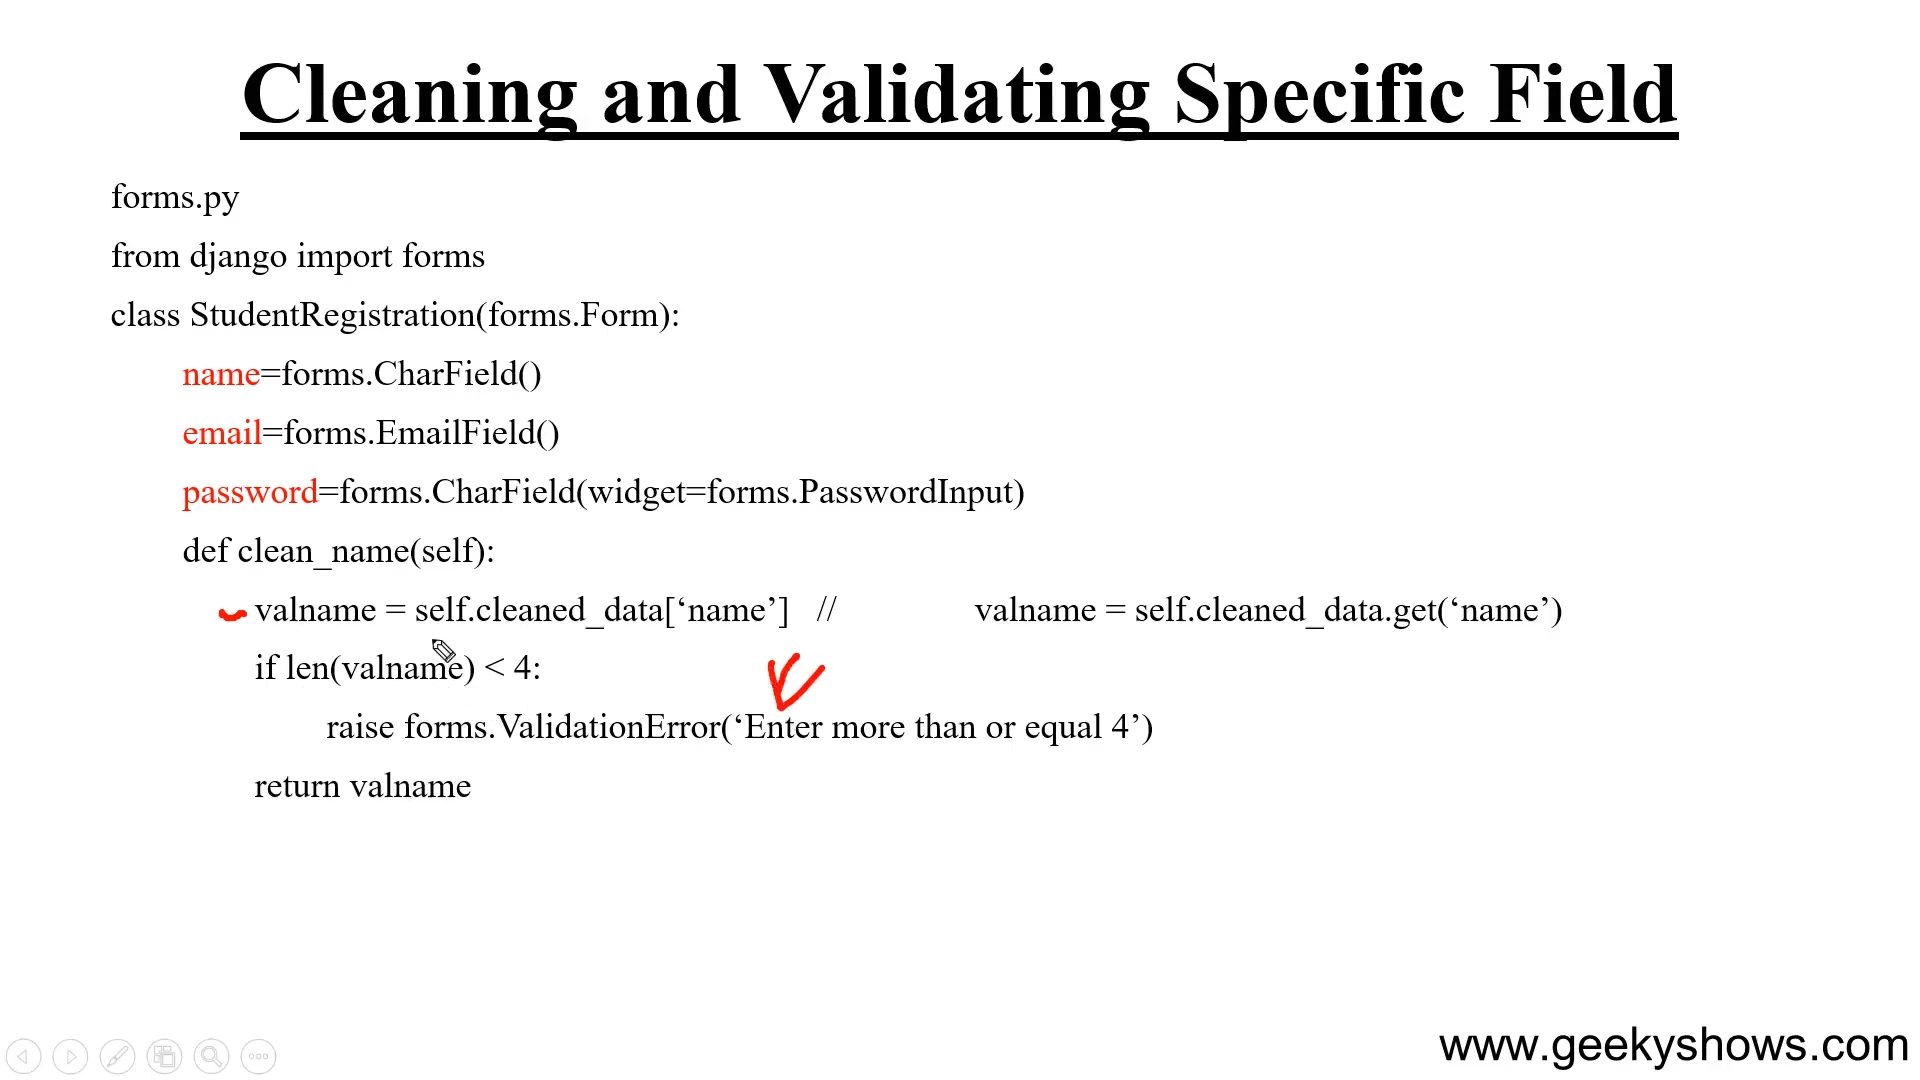 Cleaning and Validating Specific Field
forms.py
from django import forms
class StudentRegistration(forms.Form):
name=forms.CharField()
email=forms.EmailField()
password=forms.CharField(widget=forms.PasswordInput)
def clean_name(self):
valname = self.cleaned_data[‘name’] // valname = self.cleaned_data.get(‘name’)
if len(valname) < 4:
raise forms.ValidationError(‘Enter more than or equal 4’)
return valname
www.geekyshows.com